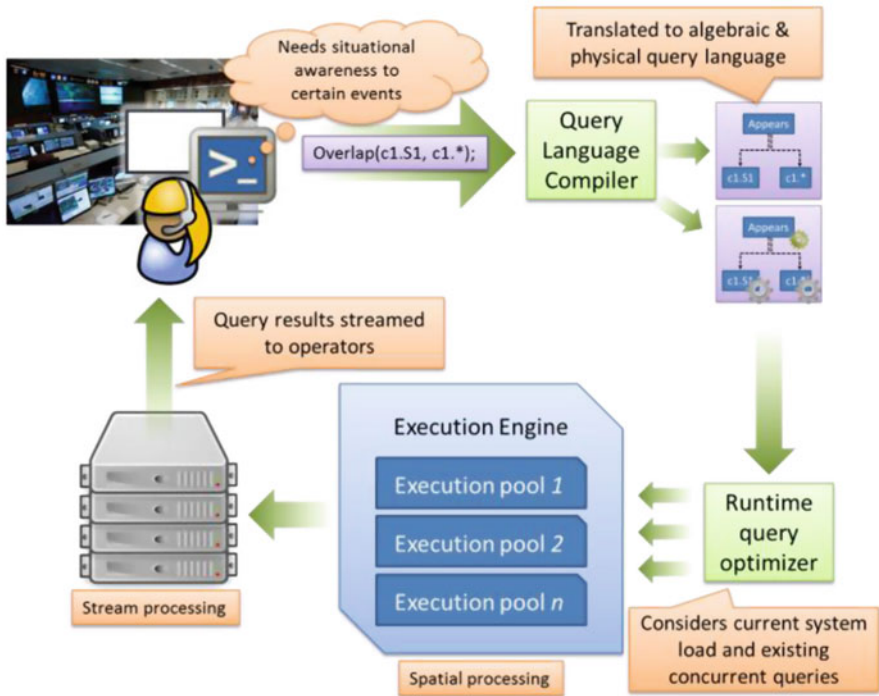 Needs situational
awareness to
certain events
Translated to algebraic &
physical query language
>_
Overlap(c1.S1, c1.*);
Query
Language
Compiler
Appears
c1.S1
c1.*
Appears
c1.S1
Query results streamed
to operators
Execution Engine
Execution pool 1
Execution pool 2
Execution pool n
Runtime
query
optimizer
Stream processing
Spatial processing
Considers current system
load and existing
concurrent queries